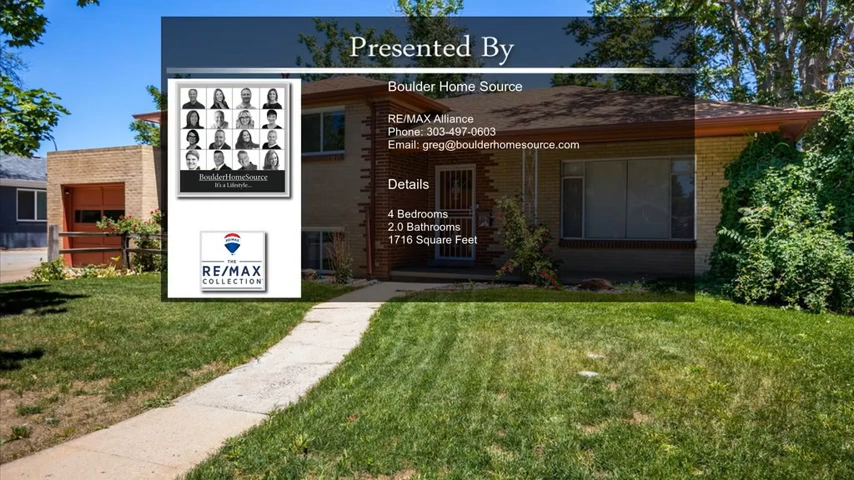 Presented By
Boulder Home Source
RE/MAX Alliance
Phone: 303-497-0603
Email: greg@boulderhomesource.com
Details
4 Bedrooms
2.0 Bathrooms
1716 Square Feet
BoulderHomeSource
It's a Lifestyle...
RE/MAX
THE
RE/MAX
COLLECTION